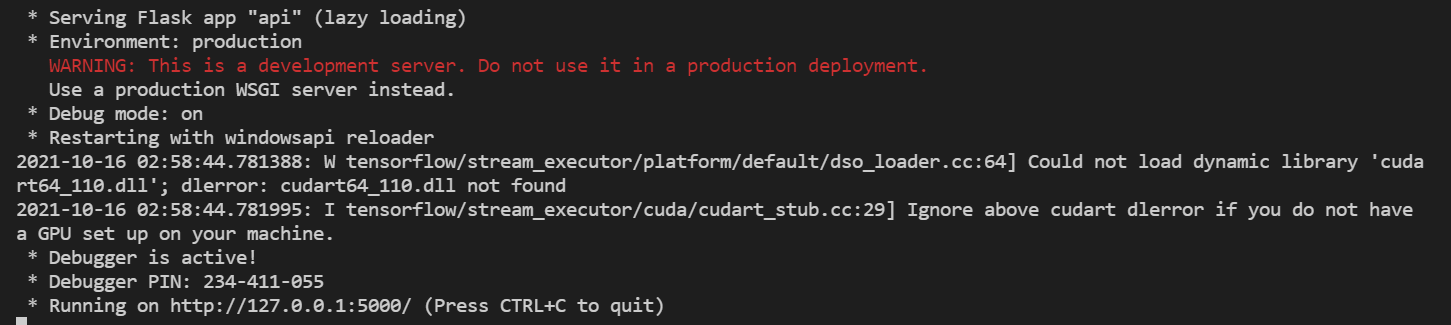 * Serving Flask app "api" (lazy loading)
* Environment: production
WARNING: This is a development server. Do not use it in a production deployment.
Use a production WSGI server instead.
* Debug mode: on
* Restarting with windowsapi reloader
2021-10-16 02:58:44.781388: W tensorflow/stream_executor/platform/default/dso_loader.cc:64] Could not load dynamic library 'cuda
rt64_110.dll'; dlerror: cudart64_110.dll not found
2021-10-16 02:58:44.781995: I tensorflow/stream_executor/cuda/cudart_stub.cc:29] Ignore above cudart dlerror if you do not have
a GPU set up on your machine.
* Debugger is active!
* Debugger PIN: 234-411-055
* Running on http://127.0.0.1:5000/ (Press CTRL+C to quit)